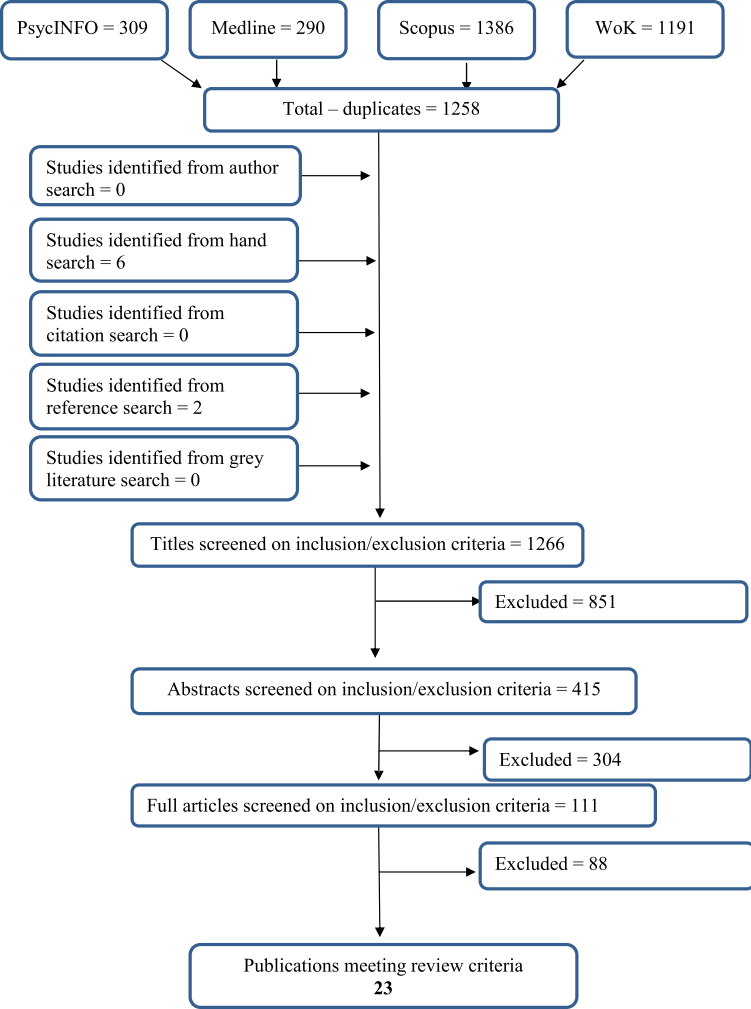 PsycINFO = 309
Medline = 290
Scopus = 1386
WoK = 1191
Total – duplicates = 1258
Studies identified from author
search = 0
Studies identified from hand
search = 6
Studies identified from
citation search = 0
Studies identified from
reference search = 2
Studies identified from grey
literature search = 0
Titles screened on inclusion/exclusion criteria = 1266
Excluded = 851
Abstracts screened on inclusion/exclusion criteria = 415
Excluded = 304
Full articles screened on inclusion/exclusion criteria = 111
Excluded = 88
Publications meeting review criteria
23